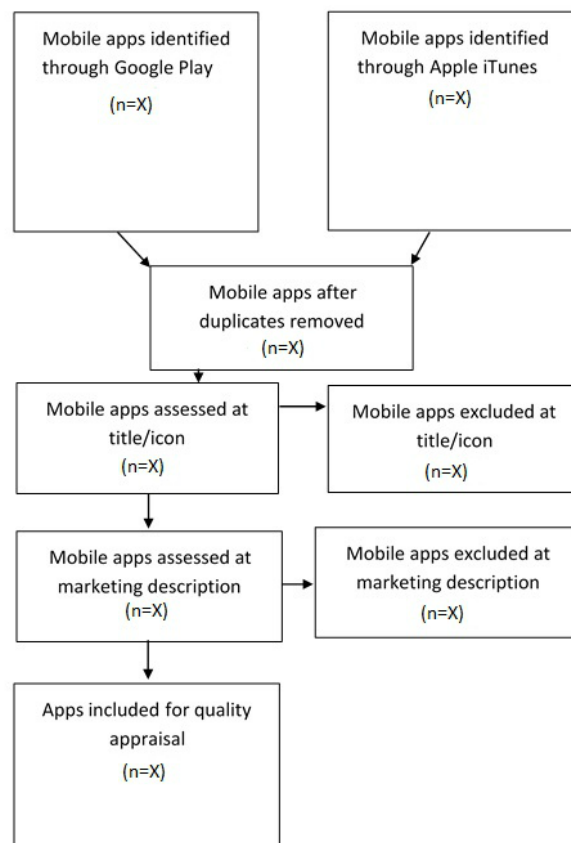 Mobile apps identified
through Google Play
(n=X)
Mobile apps identified
through Apple iTunes
(n=X)
Mobile apps after
duplicates removed
(n=X)
Mobile apps assessed at
title/icon
(n=X)
Mobile apps excluded at
title/icon
(n=X)
Mobile apps assessed at
marketing description
(n=X)
Mobile apps excluded at
marketing description
(n=X)
Apps included for quality
appraisal
(n=X)